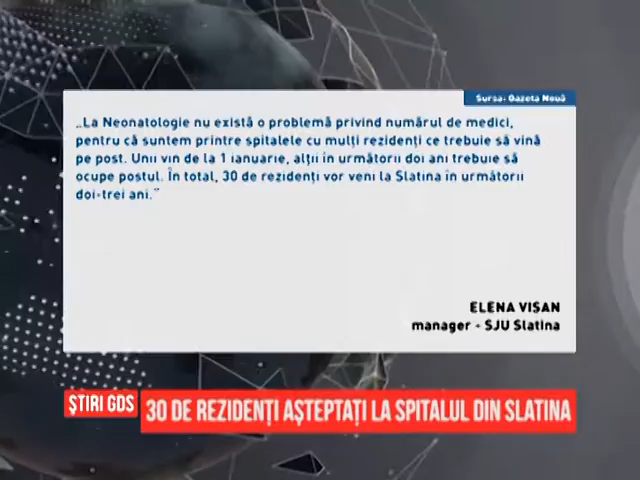 Sursa: Gazeta Nouă
„La Neonatologie nu există o problemă privind numărul de medici,
pentru că suntem printre spitalele cu mulți rezidenți ce trebuie să vină
pe post. Unii vin de la 1 ianuarie, alții în următorii doi ani trebuie să
ocupe postul. În total, 30 de rezidenți vor veni la Slatina în următorii
doi-trei ani.”
ELENA VIȘAN
manager - SJU Slatina
ȘTIRI GDS
30 DE REZIDENȚI AȘTEPTAȚI LA SPITALUL DIN SLATINA